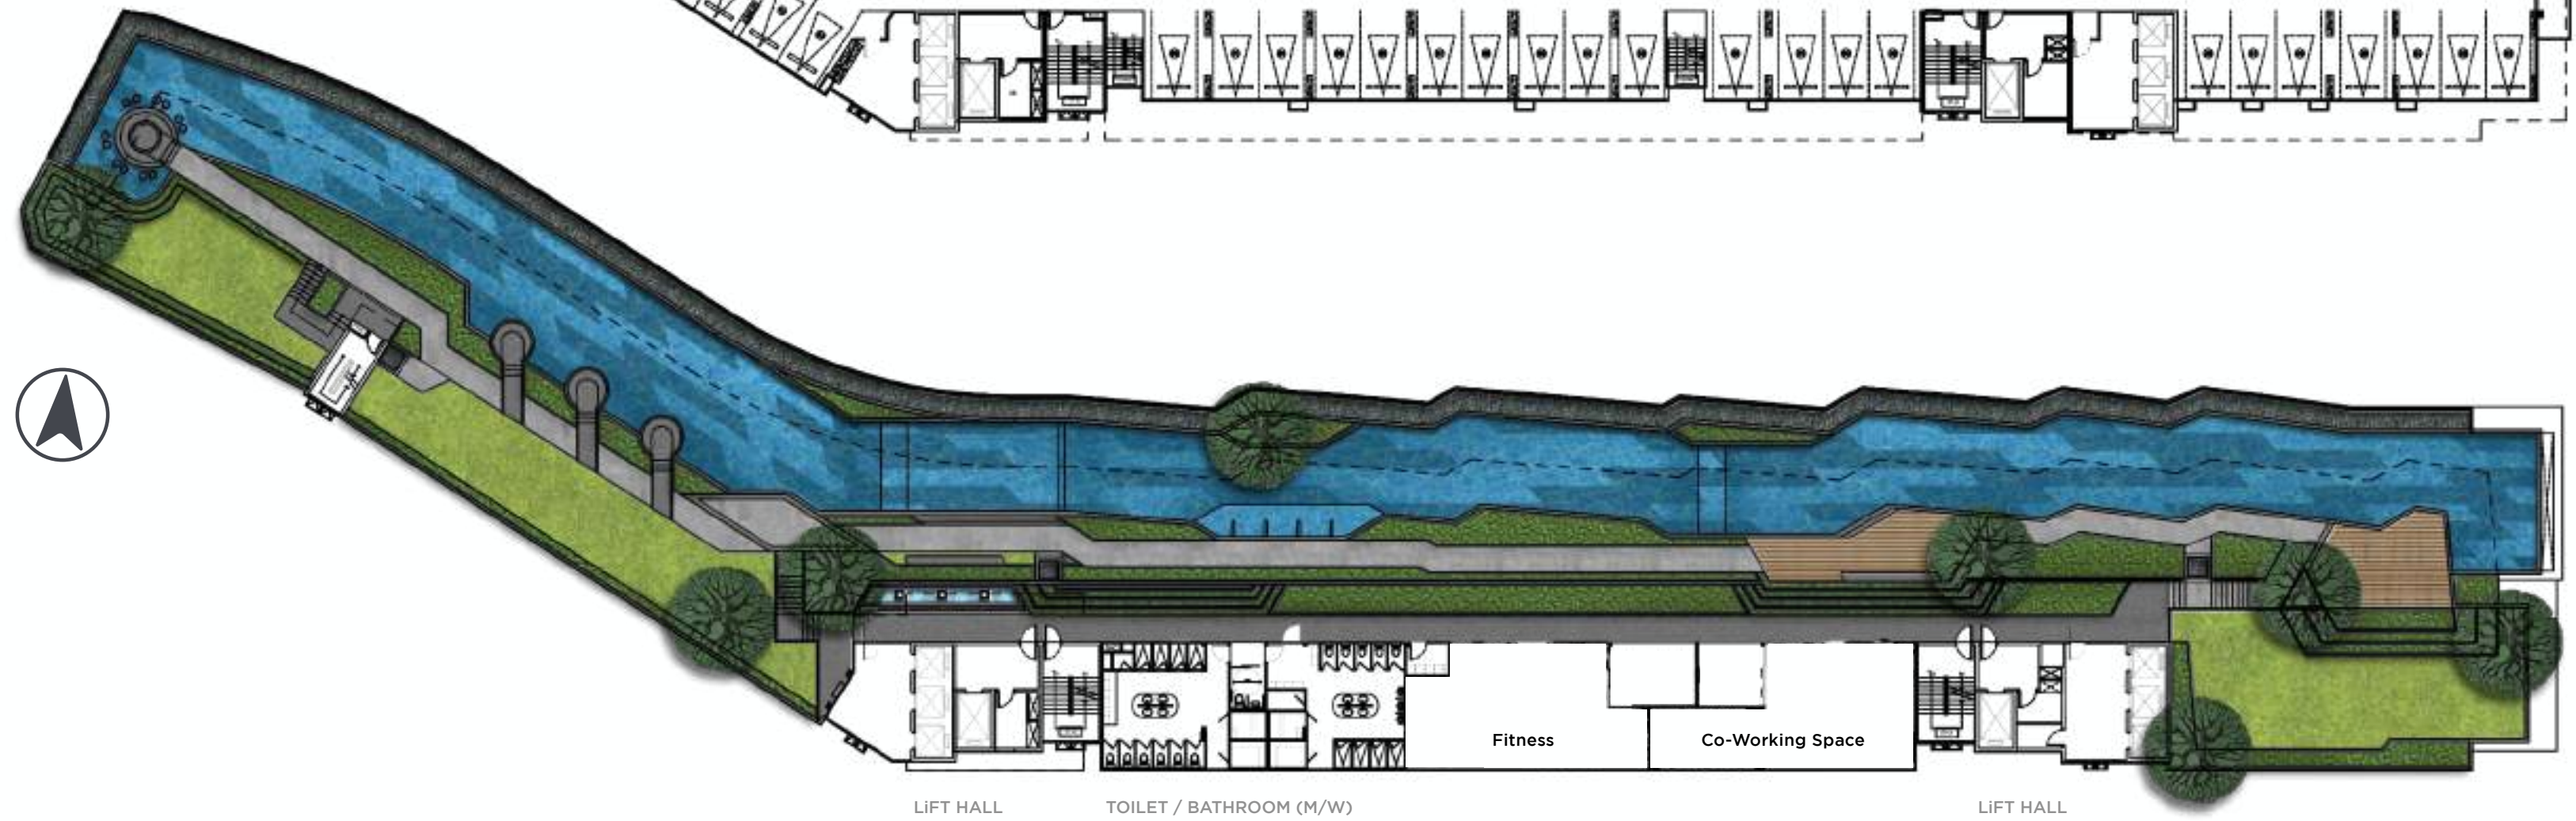 Fitness
Co-Working Space
LiFT HALL
TOILET / BATHROOM (M/W)
LiFT HALL